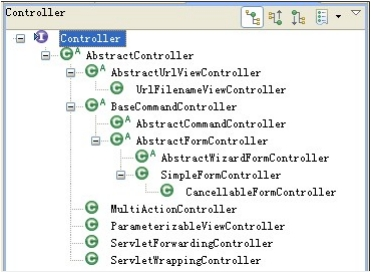 Controller
Controller
AbstractController
AbstractUrlViewController
UrlFilenameViewController
BaseCommandController
AbstractCommandController
AbstractFormController
AbstractWizardFormController
SimpleFormController
CancellableFormController
MultiActionController
ParameterizableViewController
ServletForwardingController
ServletWrappingController